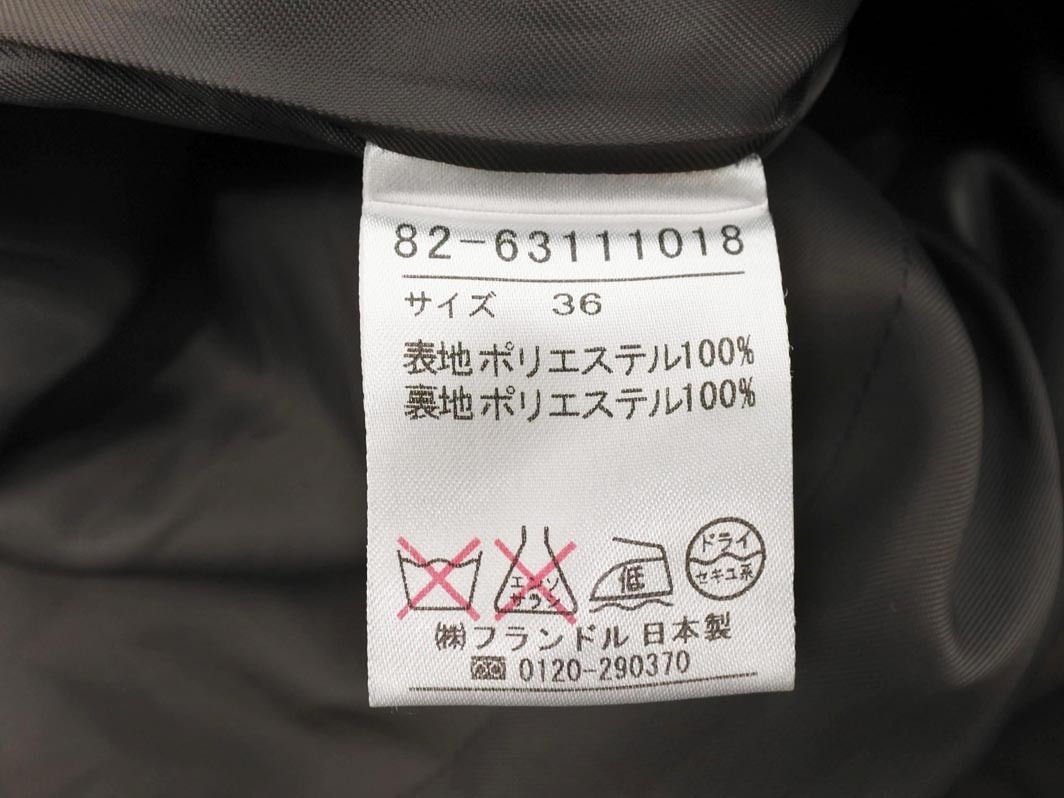 82-63111018
サイズ 36
表地ポリエステル100%
裏地ポリエステル100%
エンソ
サラシ
低
ドライ
セキユ系
㈱フランドル 日本製
0120-290370